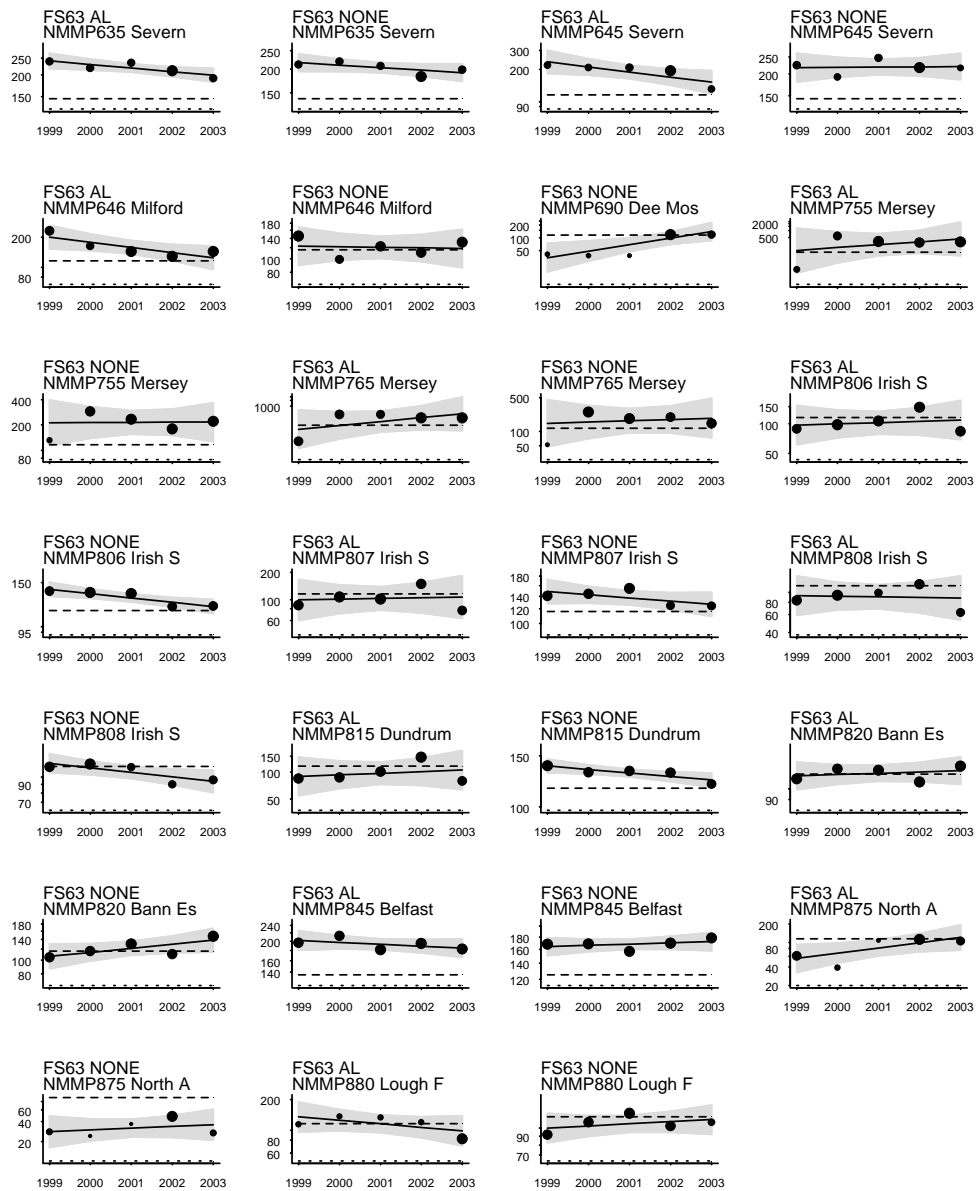 FS63 AL
NMMP635 Severn
250
150
1999 2000 2001 2002 2003
FS63 NONE
NMMP635 Severn
250
200
150
1999 2000 2001 2002 2003
FS63 AL
NMMP645 Severn
300
200
90
1999 2000 2001 2002 2003
FS63 NONE
NMMP645 Severn
250
200
150
1999 2000 2001 2002 2003
FS63 AL
NMMP646 Milford
200
80
1999 2000 2001 2002 2003
FS63 NONE
NMMP646 Milford
180
140
100
80
1999 2000 2001 2002 2003
FS63 NONE
NMMP690 Dee Mos
200
100
50
1999 2000 2001 2002 2003
FS63 AL
NMMP755 Mersey
2000
500
1999 2000 2001 2002 2003
FS63 NONE
NMMP755 Mersey
400
200
80
1999 2000 2001 2002 2003
FS63 AL
NMMP765 Mersey
1000
1999 2000 2001 2002 2003
FS63 NONE
NMMP765 Mersey
500
100
50
1999 2000 2001 2002 2003
FS63 AL
NMMP806 Irish S
150
100
50
1999 2000 2001 2002 2003
FS63 NONE
NMMP806 Irish S
150
95
1999 2000 2001 2002 2003
FS63 AL
NMMP807 Irish S
200
100
60
1999 2000 2001 2002 2003
FS63 NONE
NMMP807 Irish S
180
140
120
100
1999 2000 2001 2002 2003
FS63 AL
NMMP808 Irish S
80
60
40
1999 2000 2001 2002 2003
FS63 NONE
NMMP808 Irish S
90
70
1999 2000 2001 2002 2003
FS63 AL
NMMP815 Dundrum
150
100
50
1999 2000 2001 2002 2003
FS63 NONE
NMMP815 Dundrum
150
100
1999 2000 2001 2002 2003
FS63 AL
NMMP820 Bann Es
90
1999 2000 2001 2002 2003
FS63 NONE
NMMP820 Bann Es
180
140
100
80
1999 2000 2001 2002 2003
FS63 AL
NMMP845 Belfast
240
200
160
140
1999 2000 2001 2002 2003
FS63 NONE
NMMP845 Belfast
180
160
140
120
1999 2000 2001 2002 2003
FS63 AL
NMMP875 North A
200
80
40
20
1999 2000 2001 2002 2003
FS63 NONE
NMMP875 North A
60
40
20
1999 2000 2001 2002 2003
FS63 AL
NMMP880 Lough F
200
80
60
1999 2000 2001 2002 2003
FS63 NONE
NMMP880 Lough F
90
70
1999 2000 2001 2002 2003